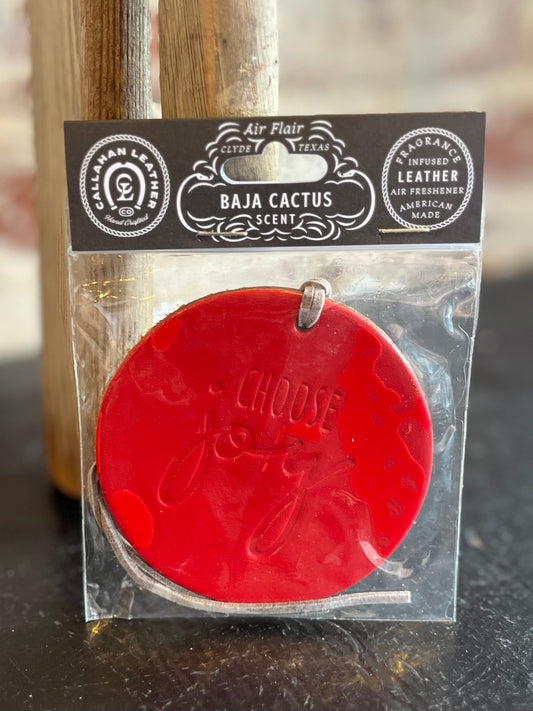 CALLAHAN LEATHER
CL
CO
Hand Crafted
Air Flair
CLYDE TEXAS
BAJA CACTUS
SCENT
FRAGRANCE
INFUSED
LEATHER
AIR FRESHENER
AMERICAN
MADE
CHOOSE
joy